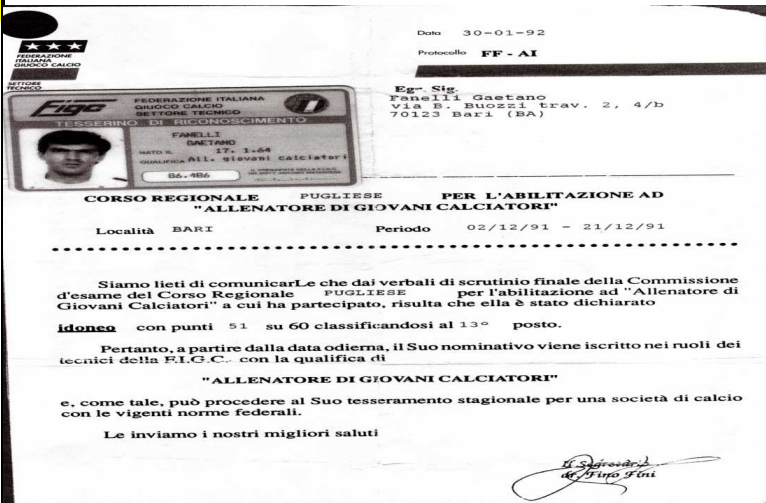 Data 30-01-92
Protocollo FF - AI
FEDERAZIONE
ITALIANA
GIUOCO CALCIO
SETTORE
TECNICO
Egr. Sig.
Fanelli Gaetano
via B. Buozzi trav. 2, 4/b
70123 Bari (BA)
FIGC
FEDERAZIONE ITALIANA
GIUOCO CALCIO
SETTORE TECNICO
TESSERINO DI RICONOSCIMENTO
FANELLI
GAETANO
NATO IL 17. 1.64
QUALIFICA All. giovani calciatori
86.486
CORSO REGIONALE PUGLIESE PER L'ABILITAZIONE AD
"ALLENATORE DI GIOVANI CALCIATORI"
Località BARI Periodo 02/12/91 - 21/12/91
Siamo lieti di comunicarLe che dai verbali di scrutinio finale della Commissione
d'esame del Corso Regionale PUGLIESE per l'abilitazione ad "Allenatore di
Giovani Calciatori" a cui ha partecipato, risulta che ella è stato dichiarato
idoneo con punti 51 su 60 classificandosi al 13° posto.
Pertanto, a partire dalla data odierna, il Suo nominativo viene iscritto nei ruoli dei
tecnici della F.I.G.C. con la qualifica di
"ALLENATORE DI GIOVANI CALCIATORI"
e, come tale, può procedere al Suo tesseramento stagionale per una società di calcio
con le vigenti norme federali.
Le inviamo i nostri migliori saluti
Il Segretario
dr. Fino Fini